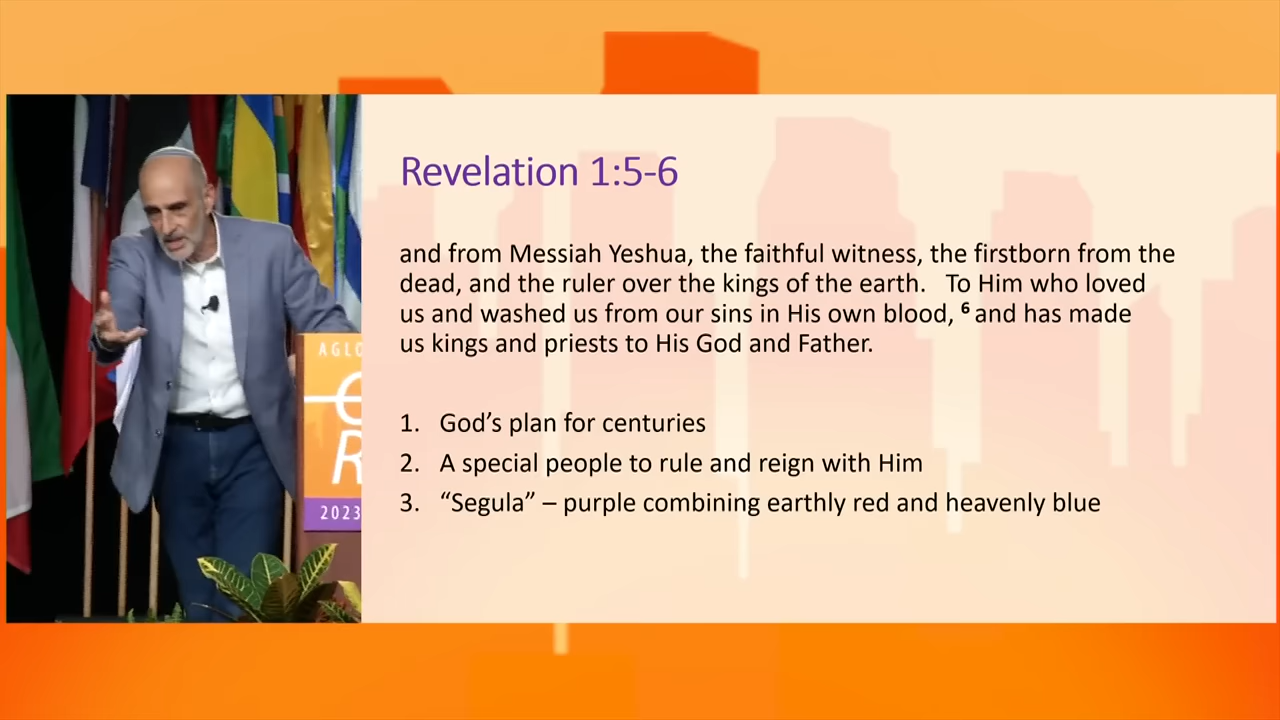 AGLO
R
2023
Revelation 1:5-6
and from Messiah Yeshua, the faithful witness, the firstborn from the
dead, and the ruler over the kings of the earth. To Him who loved
us and washed us from our sins in His own blood, ⁶ and has made
us kings and priests to His God and Father.
1. God’s plan for centuries
2. A special people to rule and reign with Him
3. “Segula” – purple combining earthly red and heavenly blue